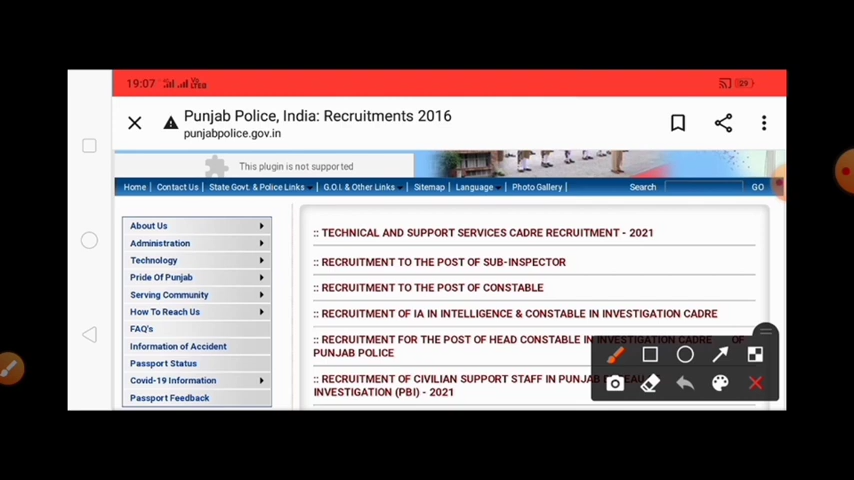 19:07
29
Punjab Police, India: Recruitments 2016
punjabpolice.gov.in
This plugin is not supported
Home | Contact Us | State Govt. & Police Links | G.O.I. & Other Links | Sitemap | Language | Photo Gallery | Search GO
About Us
Administration
Technology
Pride Of Punjab
Serving Community
How To Reach Us
FAQ's
Information of Accident
Passport Status
Covid-19 Information
Passport Feedback
:: TECHNICAL AND SUPPORT SERVICES CADRE RECRUITMENT - 2021
:: RECRUITMENT TO THE POST OF SUB-INSPECTOR
:: RECRUITMENT TO THE POST OF CONSTABLE
:: RECRUITMENT OF IA IN INTELLIGENCE & CONSTABLE IN INVESTIGATION CADRE
:: RECRUITMENT FOR THE POST OF HEAD CONSTABLE IN INVESTIGATION CADRE OF
PUNJAB POLICE
:: RECRUITMENT OF CIVILIAN SUPPORT STAFF IN PUNJAB OF
INVESTIGATION (PBI) - 2021